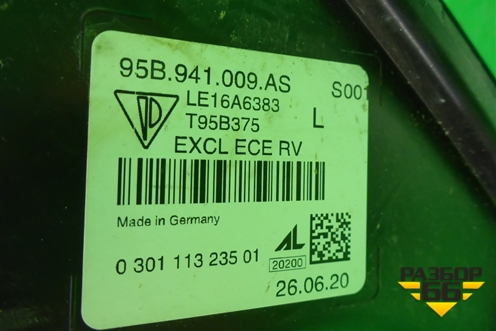 95B.941.009.AS S001
LE16A6383
T95B375 L
EXCL ECE RV
Made in Germany
0 301 113 235 01
AL
20200
26.06.20
РАЗБОР
66